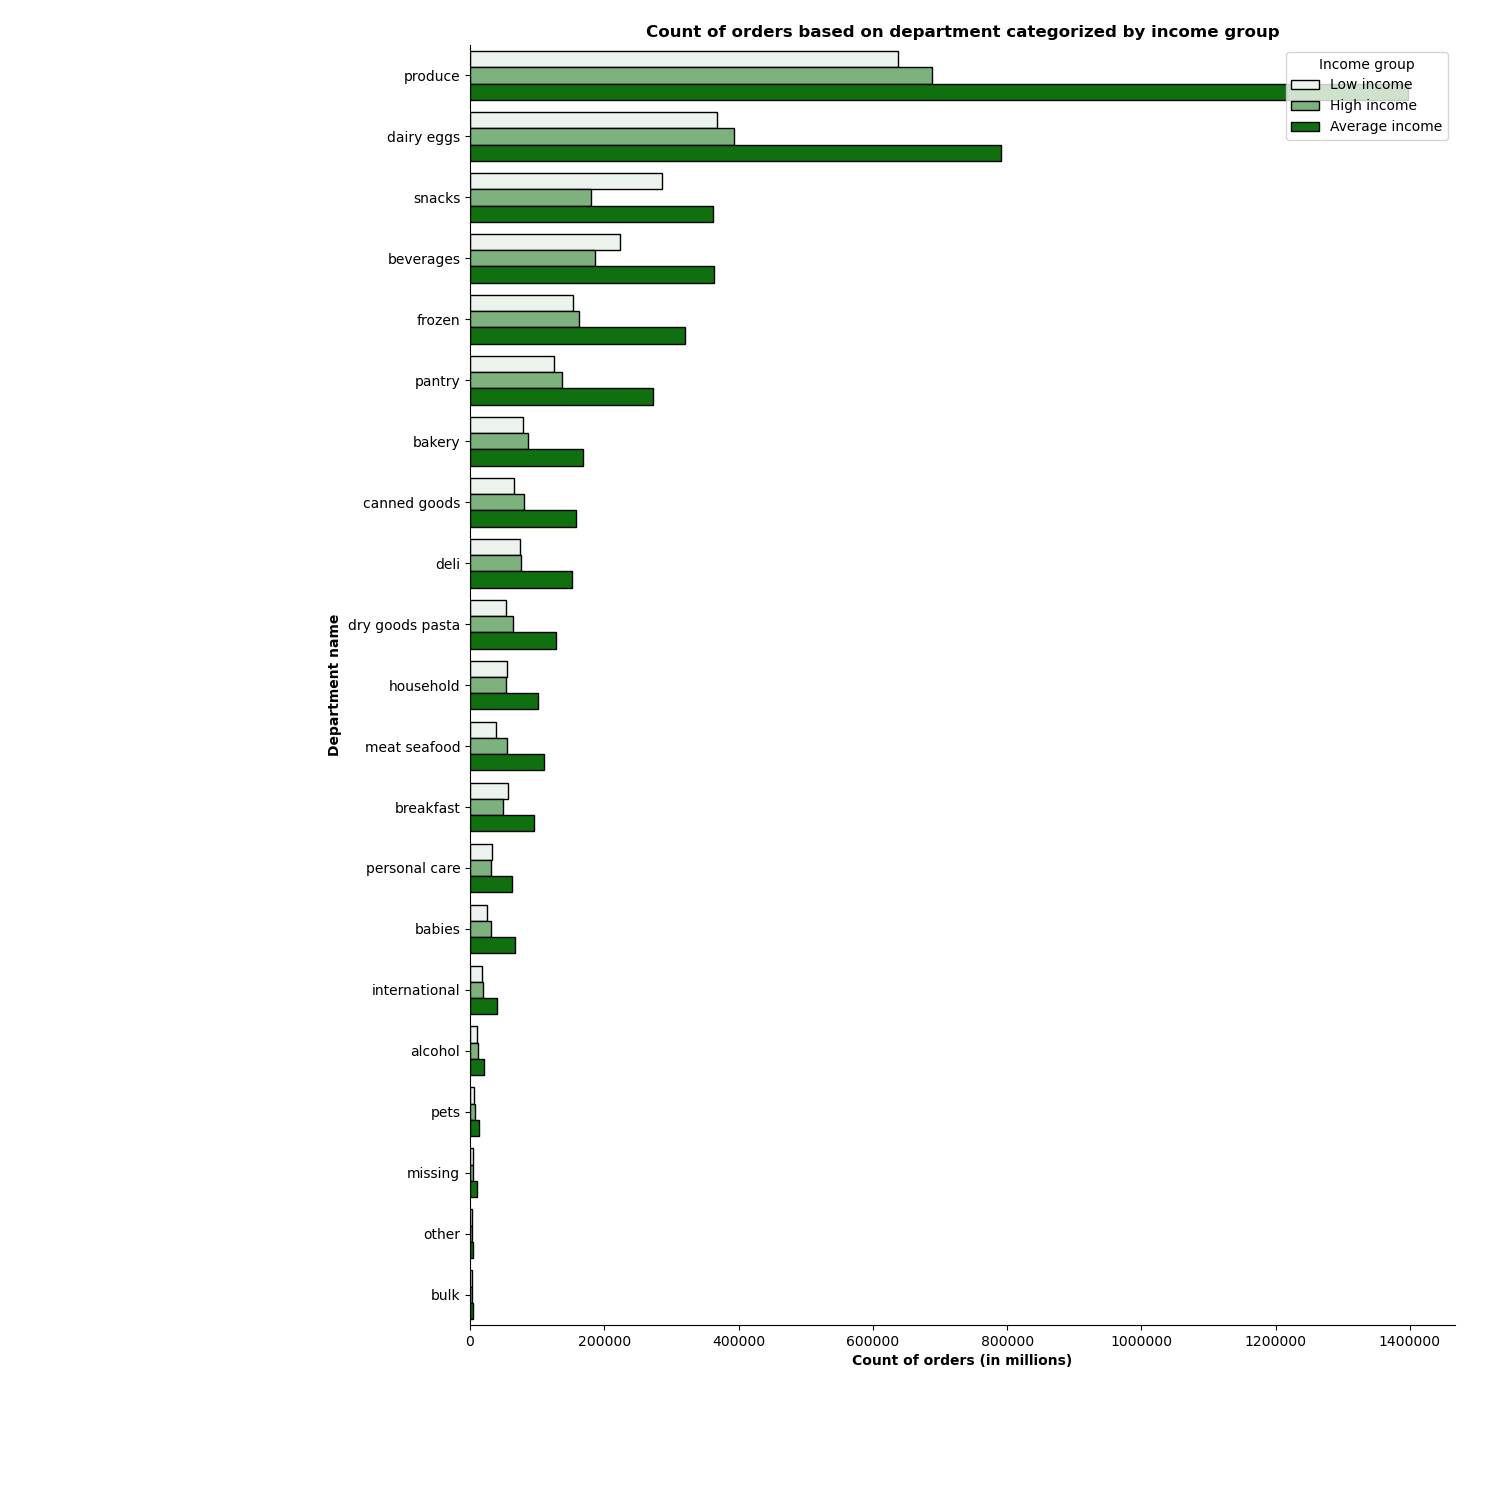 Count of orders based on department categorized by income group
Income group
Low income
High income
Average income
produce
dairy eggs
snacks
beverages
frozen
pantry
bakery
canned goods
deli
dry goods pasta
household
meat seafood
breakfast
personal care
babies
international
alcohol
pets
missing
other
bulk
Department name
0 200000 400000 600000 800000 1000000 1200000 1400000
Count of orders (in millions)